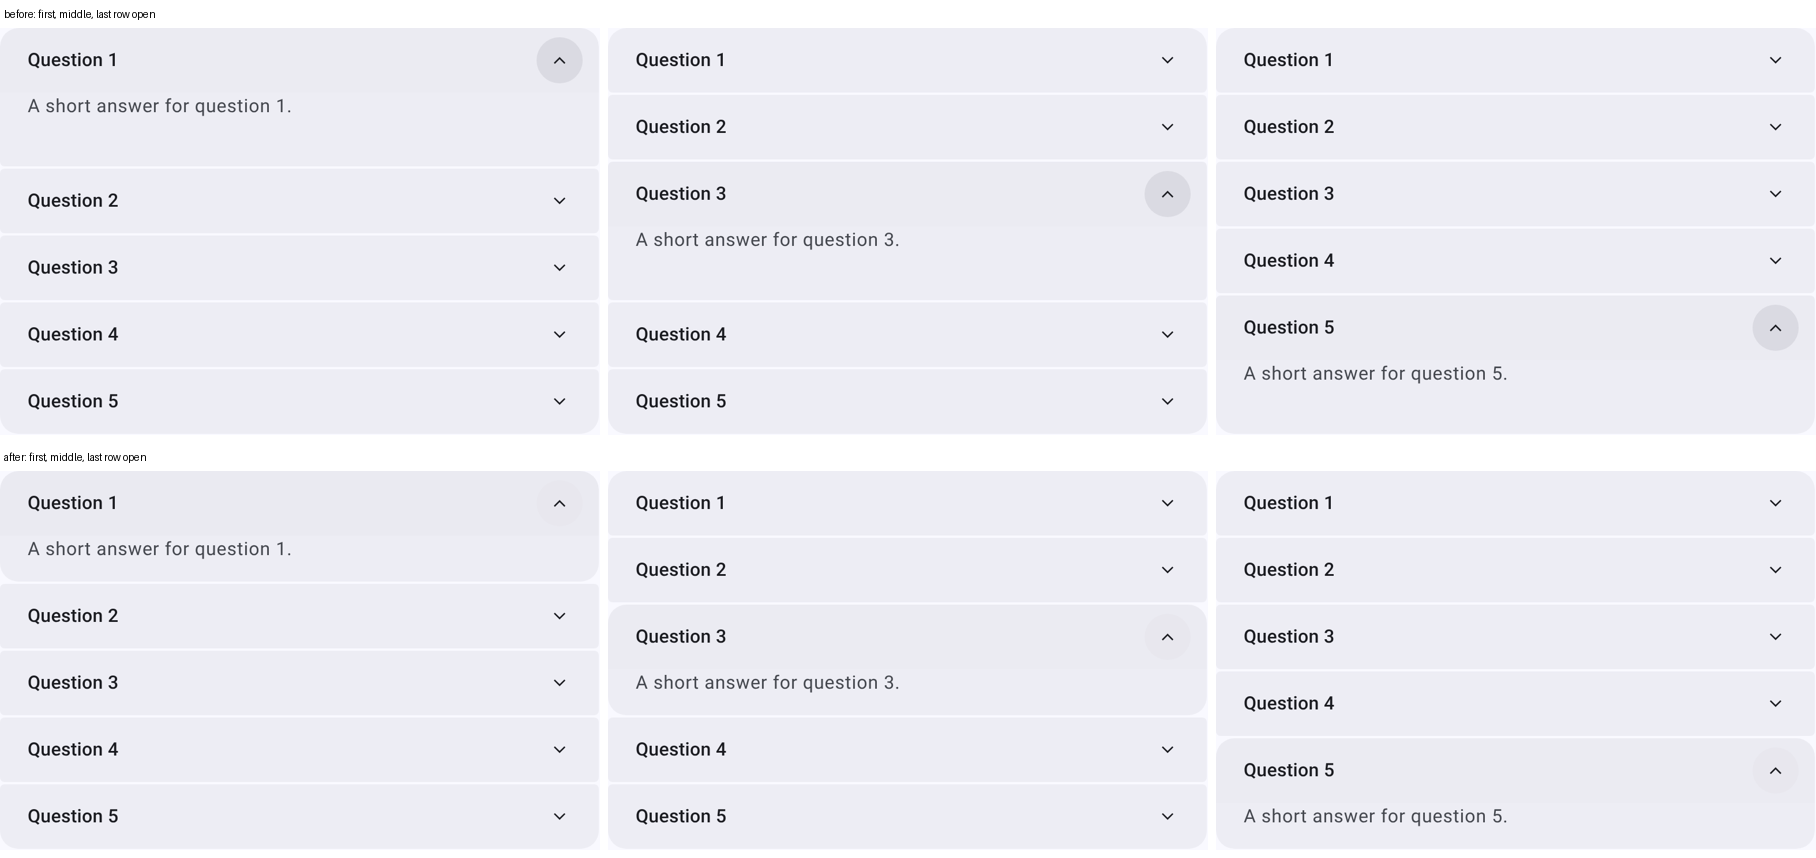 before: first, middle, last row open
Question 1
A short answer for question 1.
Question 2
Question 3
Question 4
Question 5
Question 1
Question 2
Question 3
A short answer for question 3.
Question 4
Question 5
Question 1
Question 2
Question 3
Question 4
Question 5
A short answer for question 5.
after: first, middle, last row open
Question 1
A short answer for question 1.
Question 2
Question 3
Question 4
Question 5
Question 1
Question 2
Question 3
A short answer for question 3.
Question 4
Question 5
Question 1
Question 2
Question 3
Question 4
Question 5
A short answer for question 5.